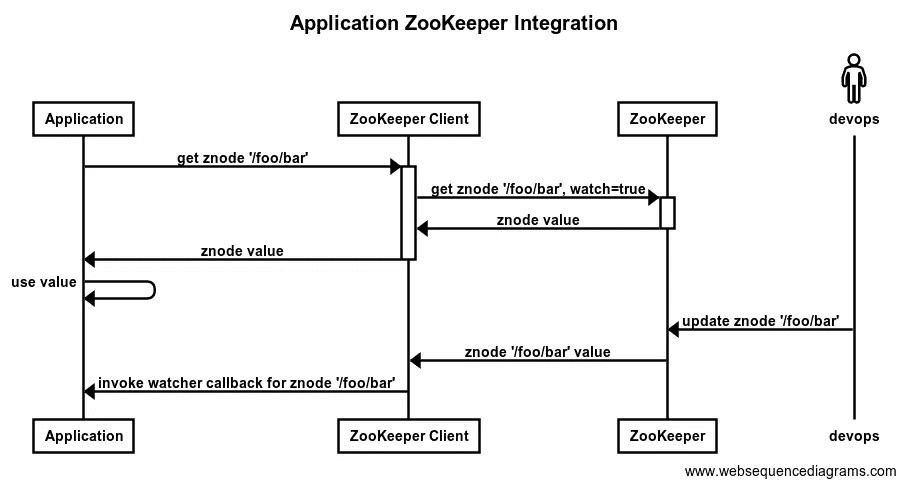 Application ZooKeeper Integration
Application
ZooKeeper Client
ZooKeeper
devops
get znode '/foo/bar'
get znode '/foo/bar', watch=true
znode value
znode value
use value
update znode '/foo/bar'
znode '/foo/bar' value
invoke watcher callback for znode '/foo/bar'
Application
ZooKeeper Client
ZooKeeper
devops
www.websequencediagrams.com